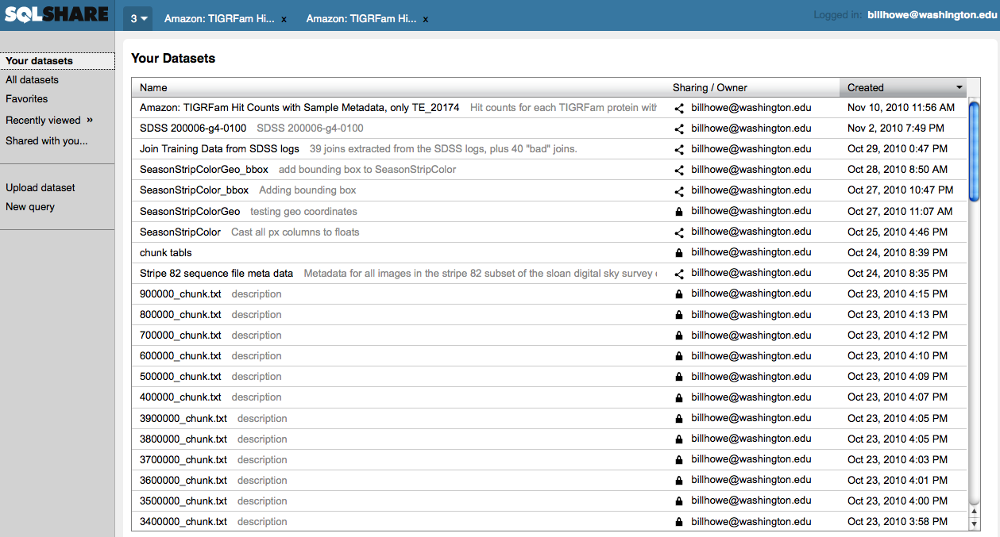 SQLSHARE
3 Amazon: TIGRFam Hi... x Amazon: TIGRFam Hi... x Logged in: billhowe@washington.edu
Your datasets
All datasets
Favorites
Recently viewed »
Shared with you...
Upload dataset
New query
Your Datasets
Name Sharing / Owner Created
Amazon: TIGRFam Hit Counts with Sample Metadata, only TE_20174 Hit counts for each TIGRFam protein with billhowe@washington.edu Nov 10, 2010 11:56 AM
SDSS 200006-g4-0100 SDSS 200006-g4-0100 billhowe@washington.edu Nov 2, 2010 7:49 PM
Join Training Data from SDSS logs 39 joins extracted from the SDSS logs, plus 40 "bad" joins. billhowe@washington.edu Oct 29, 2010 0:47 PM
SeasonStripColorGeo_bbox add bounding box to SeasonStripColor billhowe@washington.edu Oct 28, 2010 8:50 AM
SeasonStripColor_bbox Adding bounding box billhowe@washington.edu Oct 27, 2010 10:47 PM
SeasonStripColorGeo testing geo coordinates billhowe@washington.edu Oct 27, 2010 11:07 AM
SeasonStripColor Cast all px columns to floats billhowe@washington.edu Oct 25, 2010 4:46 PM
chunk tabls billhowe@washington.edu Oct 24, 2010 8:39 PM
Stripe 82 sequence file meta data Metadata for all images in the stripe 82 subset of the sloan digital sky survey billhowe@washington.edu Oct 24, 2010 8:35 PM
900000_chunk.txt description billhowe@washington.edu Oct 23, 2010 4:15 PM
800000_chunk.txt description billhowe@washington.edu Oct 23, 2010 4:13 PM
700000_chunk.txt description billhowe@washington.edu Oct 23, 2010 4:12 PM
600000_chunk.txt description billhowe@washington.edu Oct 23, 2010 4:10 PM
500000_chunk.txt description billhowe@washington.edu Oct 23, 2010 4:09 PM
400000_chunk.txt description billhowe@washington.edu Oct 23, 2010 4:07 PM
3900000_chunk.txt description billhowe@washington.edu Oct 23, 2010 4:05 PM
3800000_chunk.txt description billhowe@washington.edu Oct 23, 2010 4:05 PM
3700000_chunk.txt description billhowe@washington.edu Oct 23, 2010 4:03 PM
3600000_chunk.txt description billhowe@washington.edu Oct 23, 2010 4:01 PM
3500000_chunk.txt description billhowe@washington.edu Oct 23, 2010 4:00 PM
3400000_chunk.txt description billhowe@washington.edu Oct 23, 2010 3:58 PM